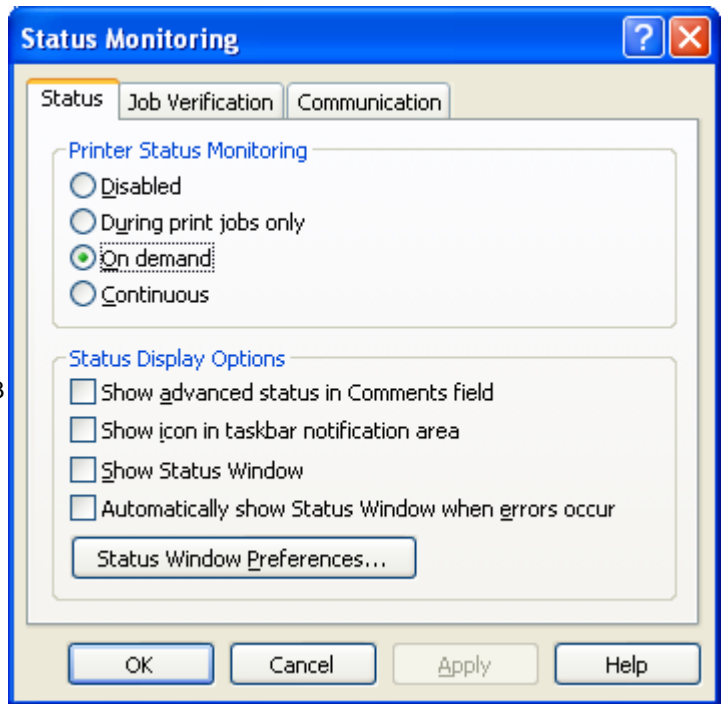 Status Monitoring
Status Job Verification Communication
Printer Status Monitoring
Disabled
During print jobs only
On demand
Continuous
Status Display Options
Show advanced status in Comments field
Show icon in taskbar notification area
Show Status Window
Automatically show Status Window when errors occur
Status Window Preferences...
OK Cancel Apply Help